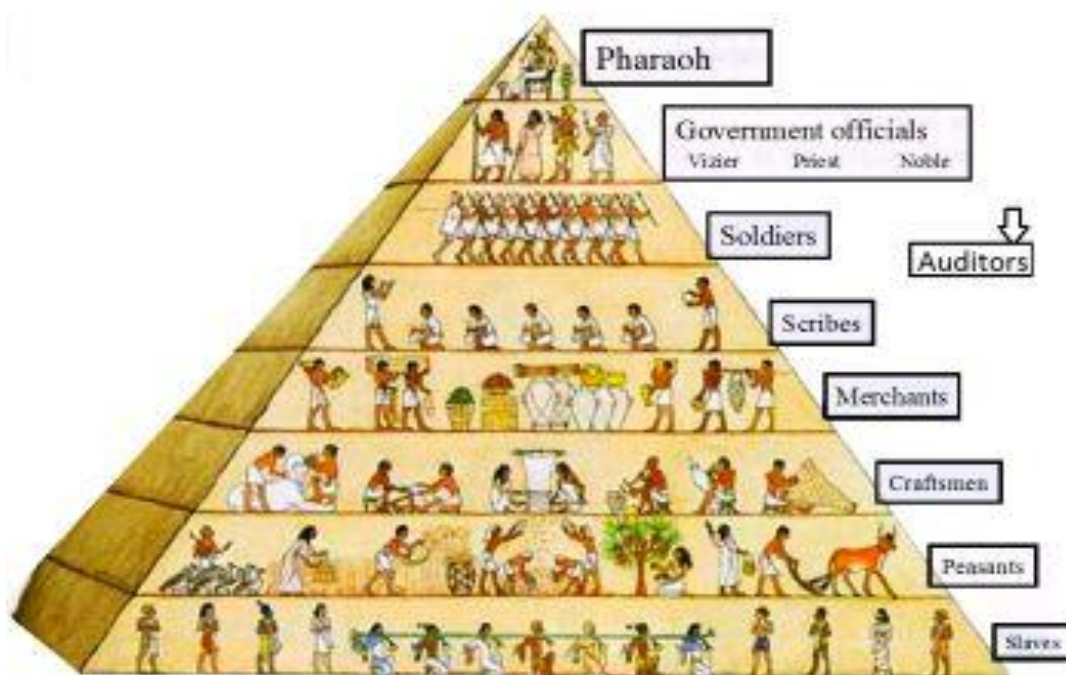 Pharaoh
Government officials
Vizier Priest Noble
Soldiers
Auditors
Scribes
Merchants
Craftsmen
Peasants
Slaves